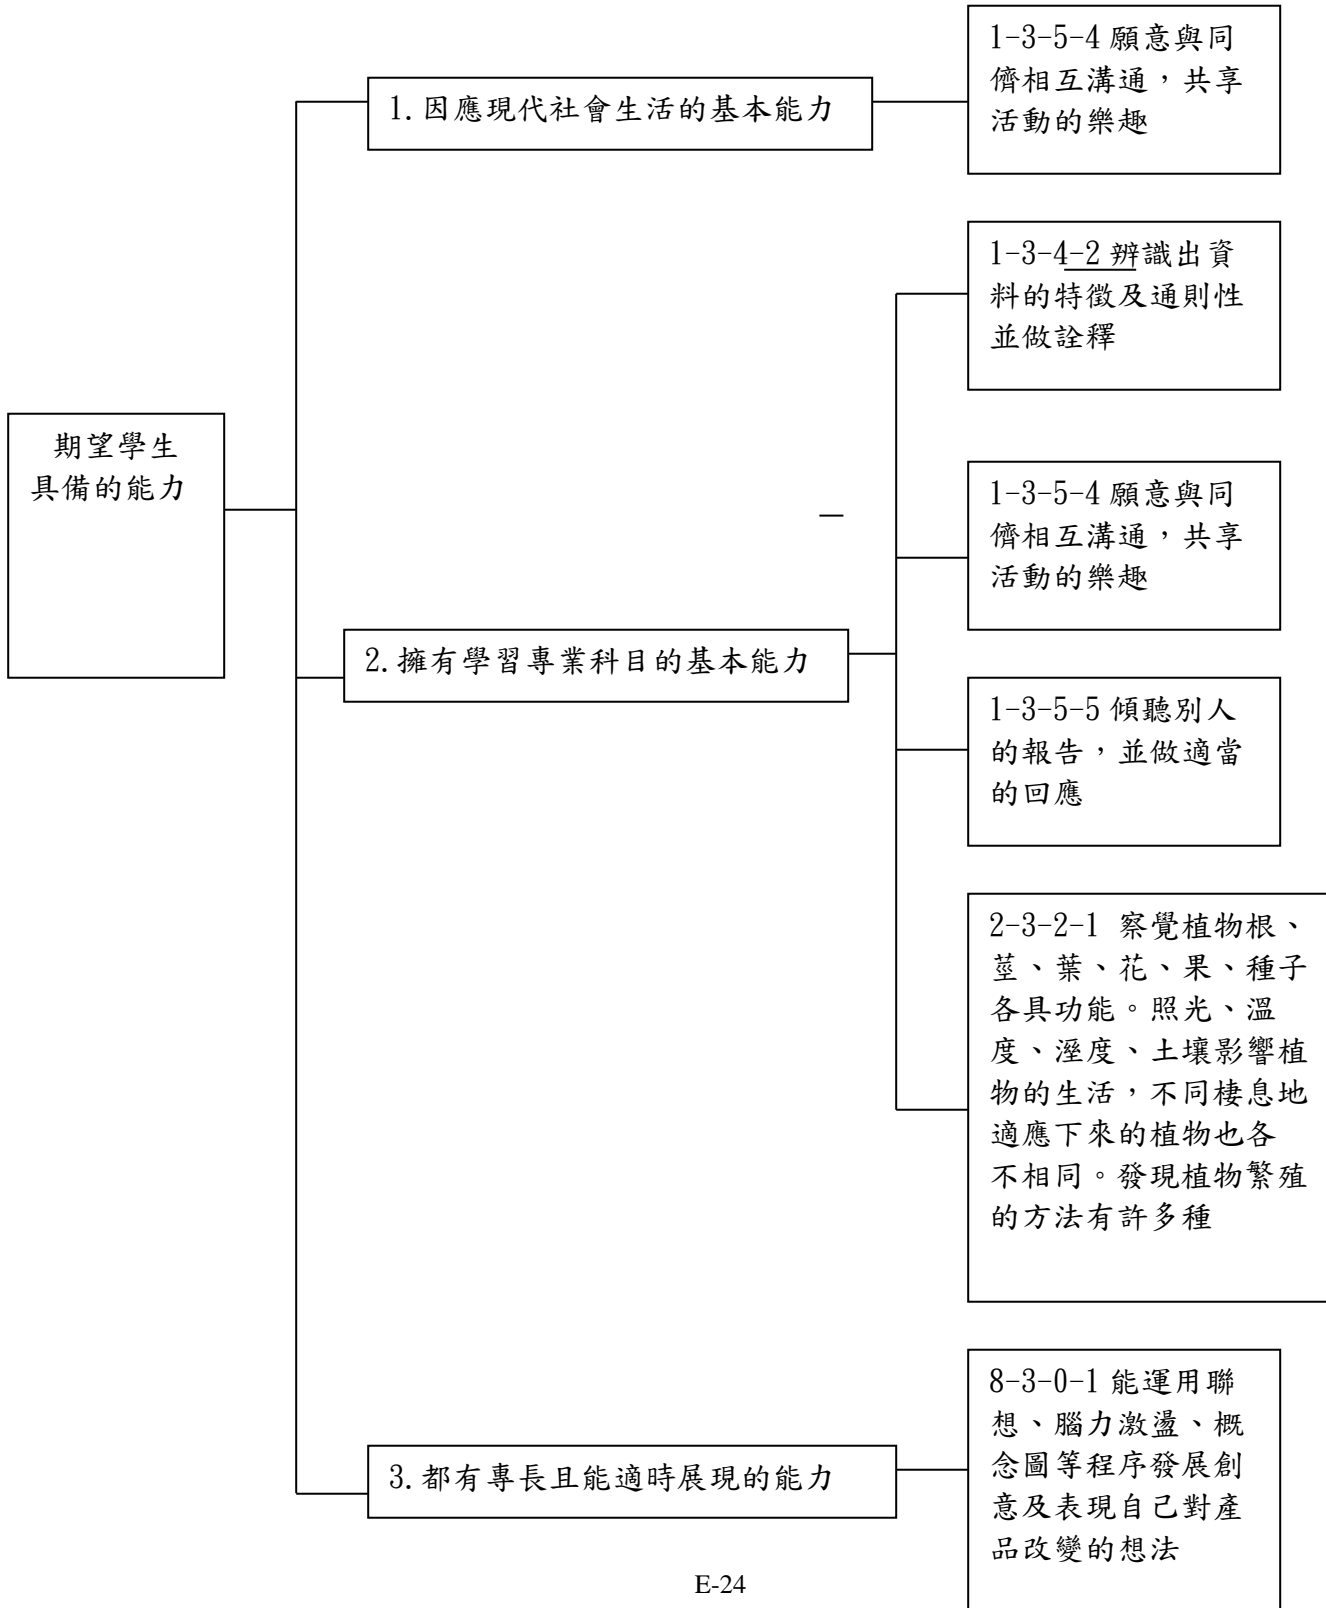 期望學生
具備的能力
1.因應現代社會生活的基本能力
1-3-5-4 願意與同
儕相互溝通，共享
活動的樂趣
2.擁有學習專業科目的基本能力
1-3-4-2 辨識出資
料的特徵及通則性
並做詮釋
1-3-5-4 願意與同
儕相互溝通，共享
活動的樂趣
1-3-5-5 傾聽別人
的報告，並做適當
的回應
2-3-2-1 察覺植物根、
莖、葉、花、果、種子
各具功能。照光、溫
度、溼度、土壤影響植
物的生活，不同棲息地
適應下來的植物也各
不相同。發現植物繁殖
的方法有許多種
3.都有專長且能適時展現的能力
8-3-0-1 能運用聯
想、腦力激盪、概
念圖等程序發展創
意及表現自己對產
品改變的想法
E-24